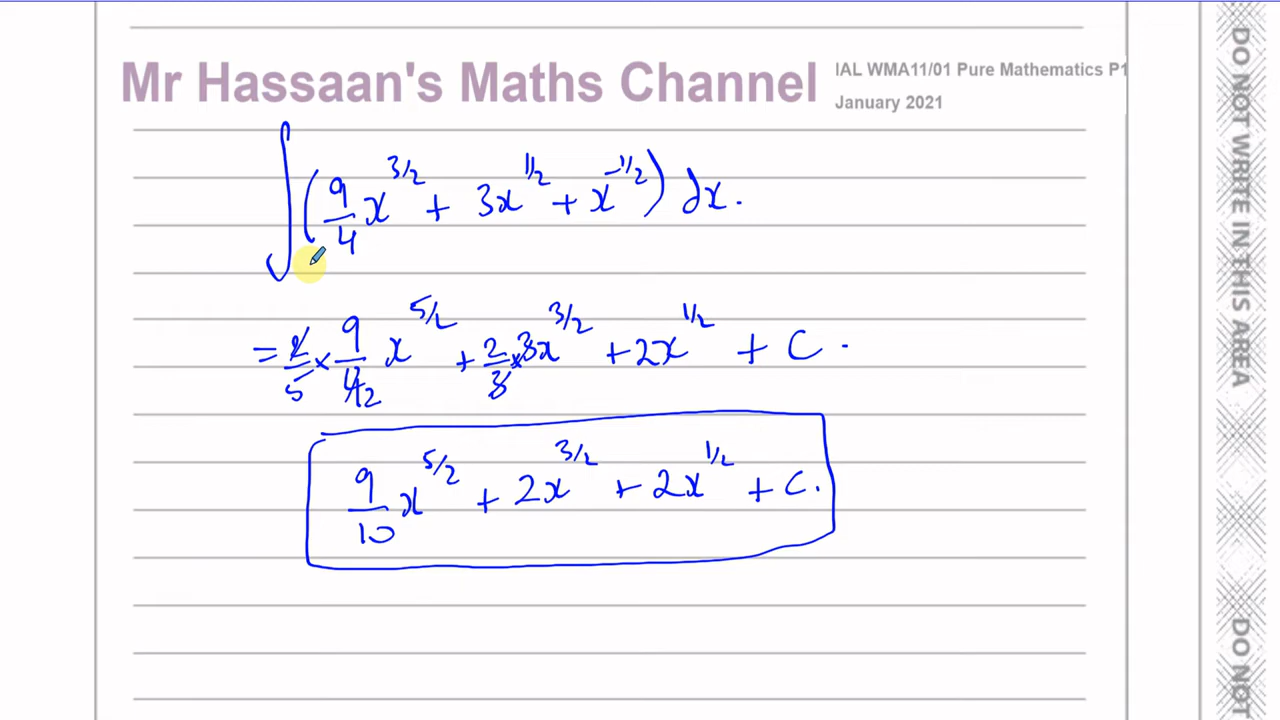 Mr Hassaan's Maths Channel
IAL WMA11/01 Pure Mathematics P1
January 2021
∫ (9/4 x^3/2 + 3x^1/2 + x^-1/2) dx.
= 2/5 × 9/4 2 x^5/2 + 2/3 × 3x^3/2 + 2x^1/2 + C.
9/10 x^5/2 + 2x^3/2 + 2x^1/2 + C.
DO NOT WRITE IN THIS AREA
DO NOT